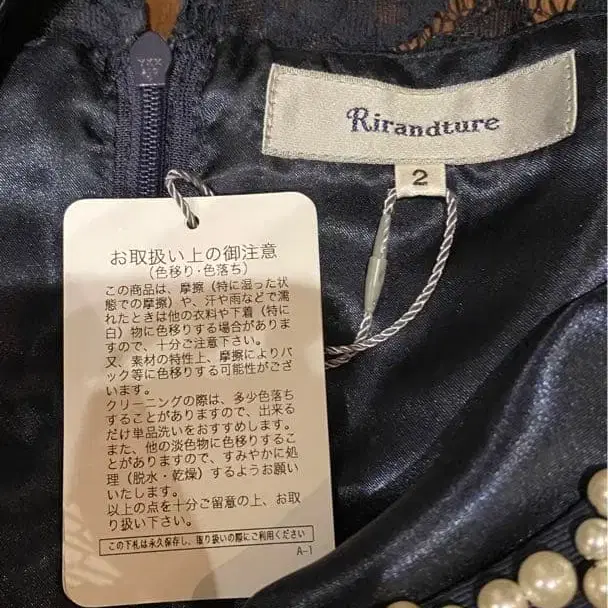 Rirandture
2
お取扱い上の御注意
(色移り・色落ち)
この商品は、摩擦（特に湿った状
態での摩擦）や、汗や雨などで濡
れたときは他の衣料や下着（特に
白）物に色移りする場合がありま
すので、十分ご注意下さい。
又、素材の特性上、摩擦によりバ
ック等に色移りする可能性がござ
います。
クリーニングの際は、多少色落ち
することがありますので、出来る
だけ単品洗いをおすすめします。
また、他の淡色物に色移りするこ
とがありますので、すみやかに処
理（脱水・乾燥）するようお願い
いたします。
以上の点を十分ご留意の上、お取
り扱い下さい。
この下札は永久保存し、取り扱いの際にご利用ください
A-1